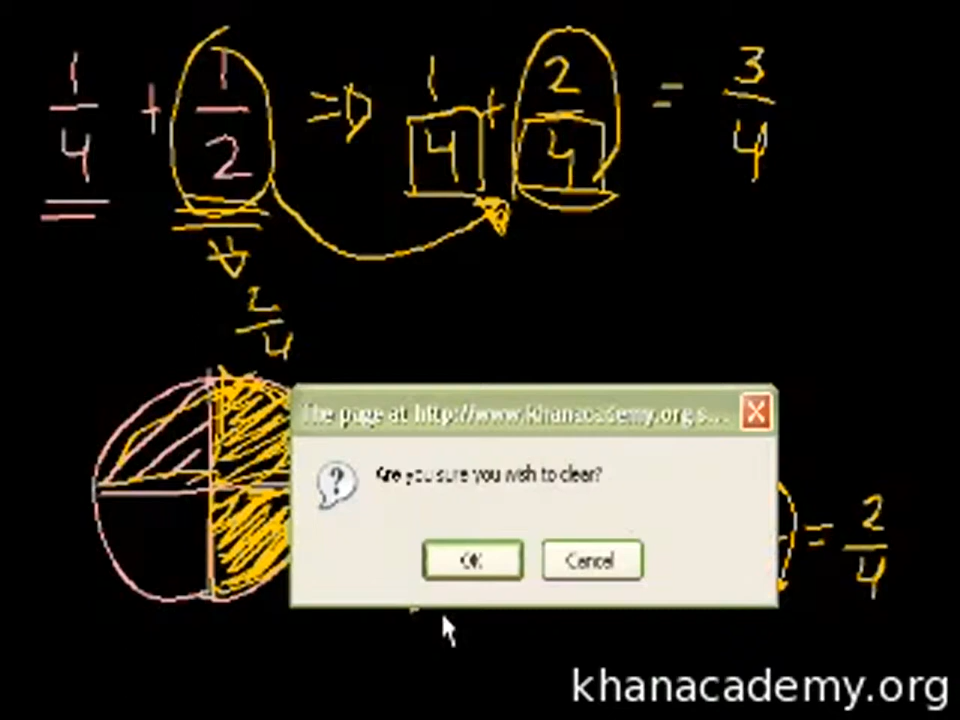 1/4 + 1/2 ⇒ 1/4 + 2/4 = 3/4
2/4
The page at http://www.khanacademy.org s...
Are you sure you wish to clear?
= 2/4
OK Cancel
khanacademy.org